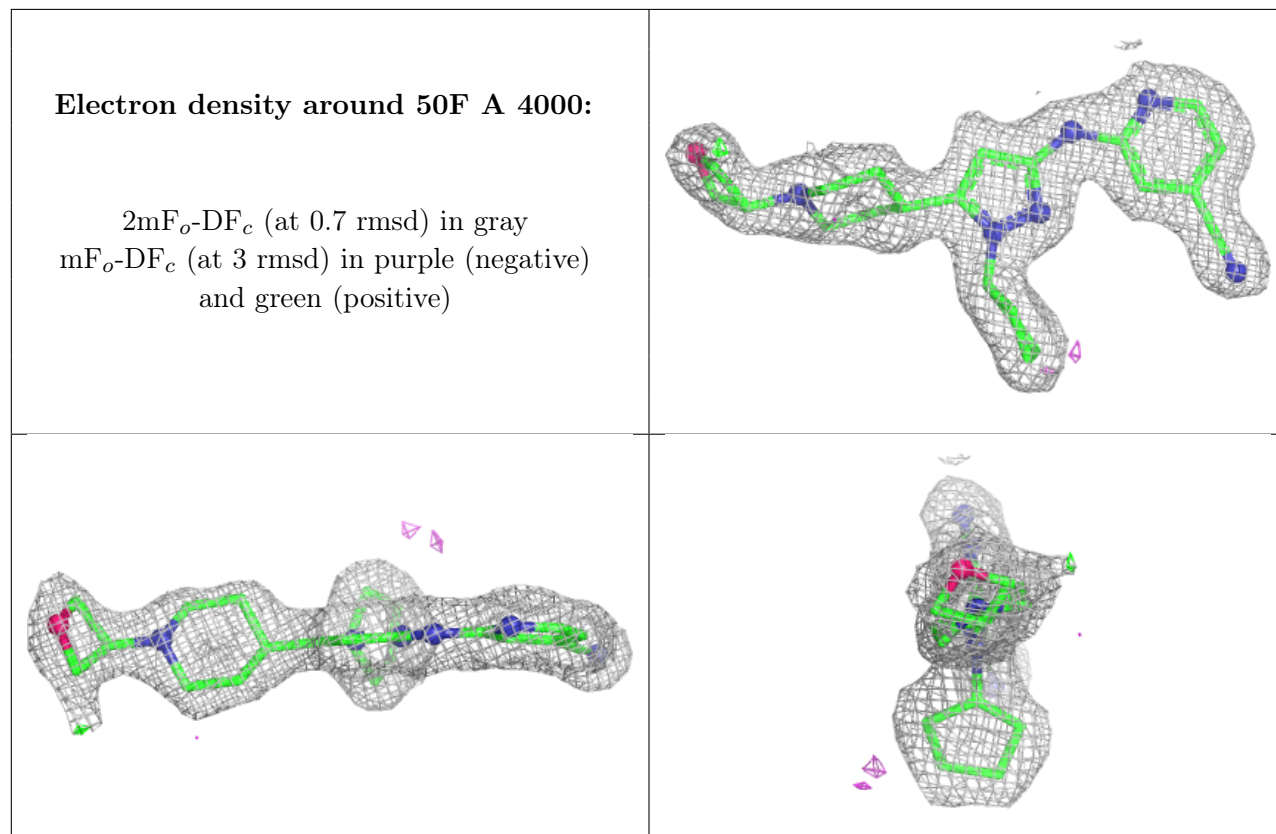 Electron density around 50F A 4000:
2mFₒ-DF𝒸 (at 0.7 rmsd) in gray
mFₒ-DF𝒸 (at 3 rmsd) in purple (negative)
and green (positive)